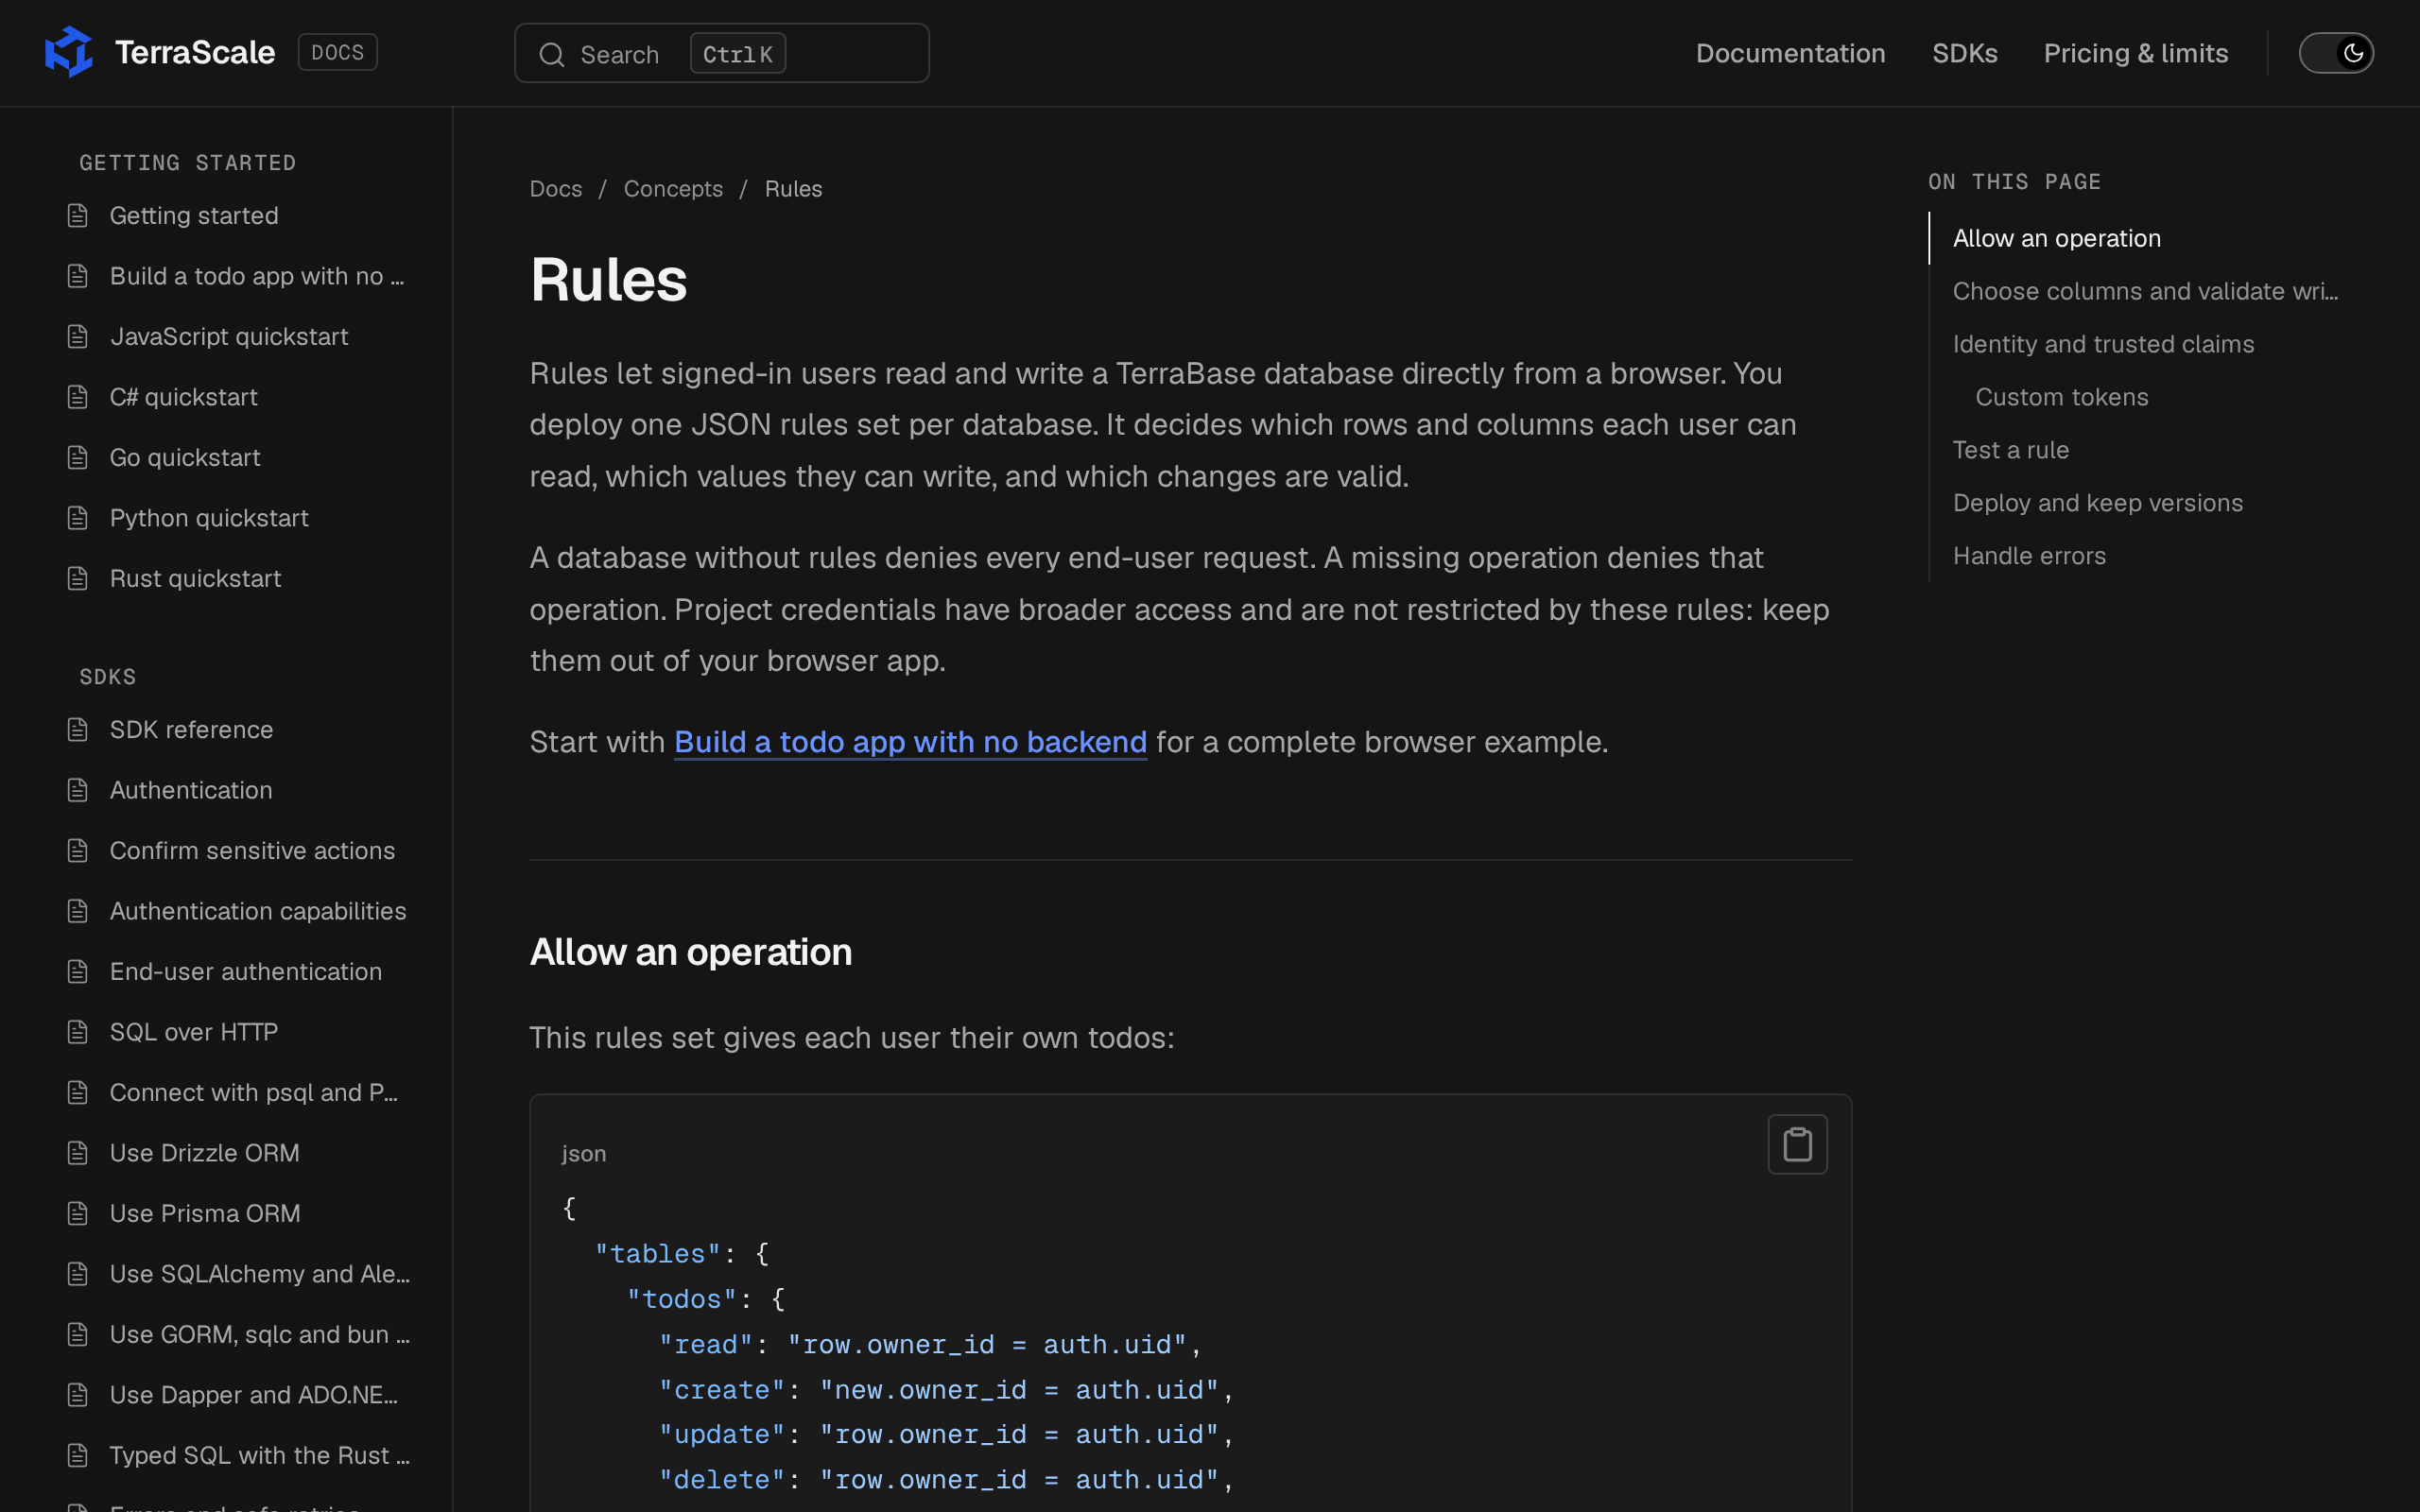 TerraScale DOCS
Search Ctrl K
Documentation SDKs Pricing & limits
GETTING STARTED
Getting started
Build a todo app with no ...
JavaScript quickstart
C# quickstart
Go quickstart
Python quickstart
Rust quickstart
SDKS
SDK reference
Authentication
Confirm sensitive actions
Authentication capabilities
End-user authentication
SQL over HTTP
Connect with psql and P...
Use Drizzle ORM
Use Prisma ORM
Use SQLAlchemy and Ale...
Use GORM, sqlc and bun ...
Use Dapper and ADO.NE...
Typed SQL with the Rust ...
Docs / Concepts / Rules
Rules
Rules let signed-in users read and write a TerraBase database directly from a browser. You
deploy one JSON rules set per database. It decides which rows and columns each user can
read, which values they can write, and which changes are valid.
A database without rules denies every end-user request. A missing operation denies that
operation. Project credentials have broader access and are not restricted by these rules: keep
them out of your browser app.
Start with Build a todo app with no backend for a complete browser example.
Allow an operation
This rules set gives each user their own todos:
json
{
"tables": {
"todos": {
"read": "row.owner_id = auth.uid",
"create": "new.owner_id = auth.uid",
"update": "row.owner_id = auth.uid",
"delete": "row.owner_id = auth.uid",
ON THIS PAGE
Allow an operation
Choose columns and validate wri...
Identity and trusted claims
Custom tokens
Test a rule
Deploy and keep versions
Handle errors